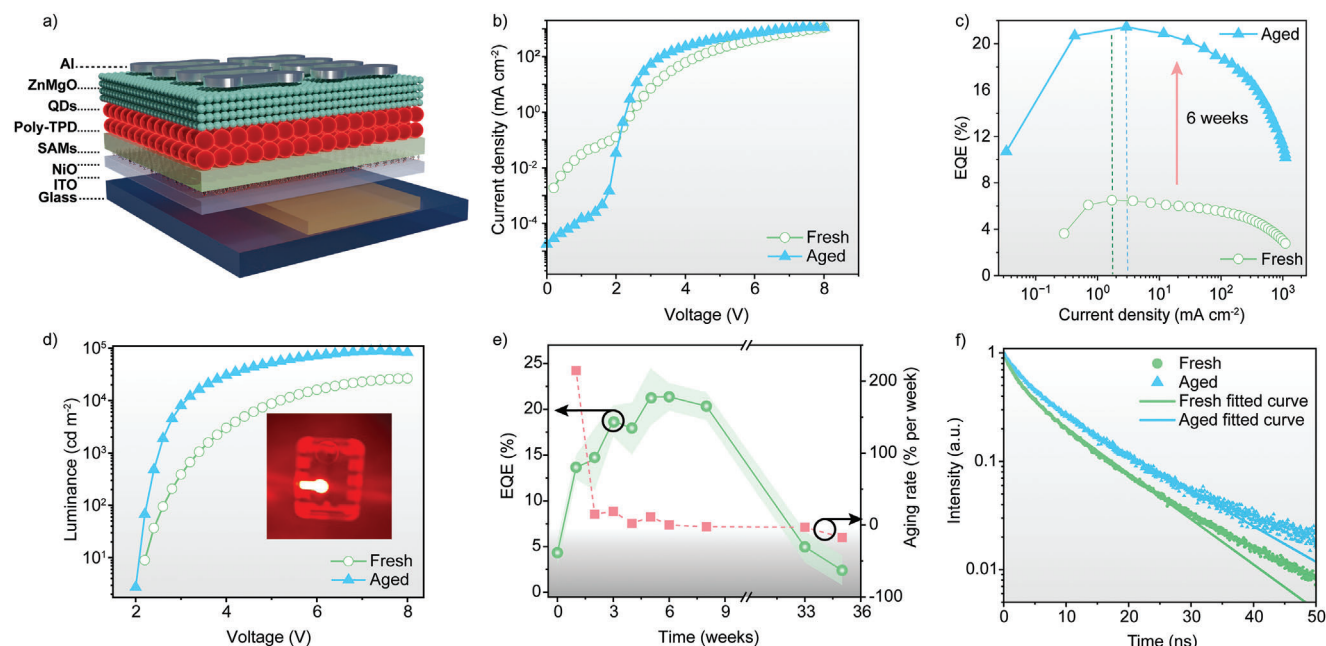 a)
Al
ZnMgO
QDs
Poly-TPD
SAMs
NiO
ITO
Glass
b)
Current density (mA cm⁻²)
10²
10⁰
10⁻²
10⁻⁴
0 2 4 6 8
Voltage (V)
Fresh
Aged
c)
EQE (%)
20
16
12
8
4
0
10⁻¹ 10⁰ 10¹ 10² 10³
Current density (mA cm⁻²)
Aged
6 weeks
Fresh
d)
Luminance (cd m⁻²)
10⁵
10⁴
10³
10²
10¹
2 4 6 8
Voltage (V)
Fresh
Aged
e)
EQE (%)
25
20
15
10
5
0
0 3 6 9 33 36
Time (weeks)
200
100
0
-100
Aging rate (% per week)
f)
Intensity (a.u.)
1
0.1
0.01
0 10 20 30 40 50
Time (ns)
Fresh
Aged
Fresh fitted curve
Aged fitted curve